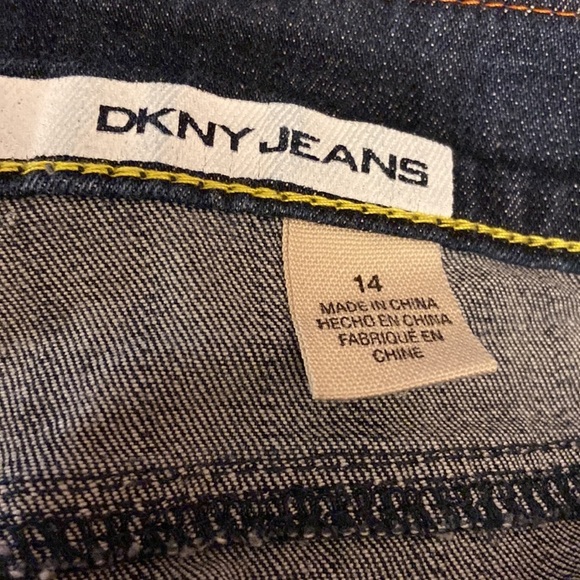 DKNY JEANS
14
MADE IN CHINA
HECHO EN CHINA
FABRIQUÉ EN
CHINE